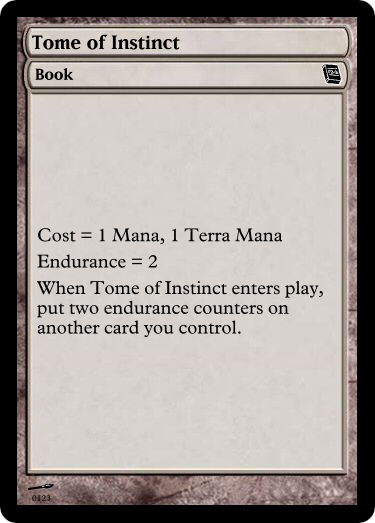 Tome of Instinct
Book
Cost = 1 Mana, 1 Terra Mana
Endurance = 2
When Tome of Instinct enters play,
put two endurance counters on
another card you control.
0123